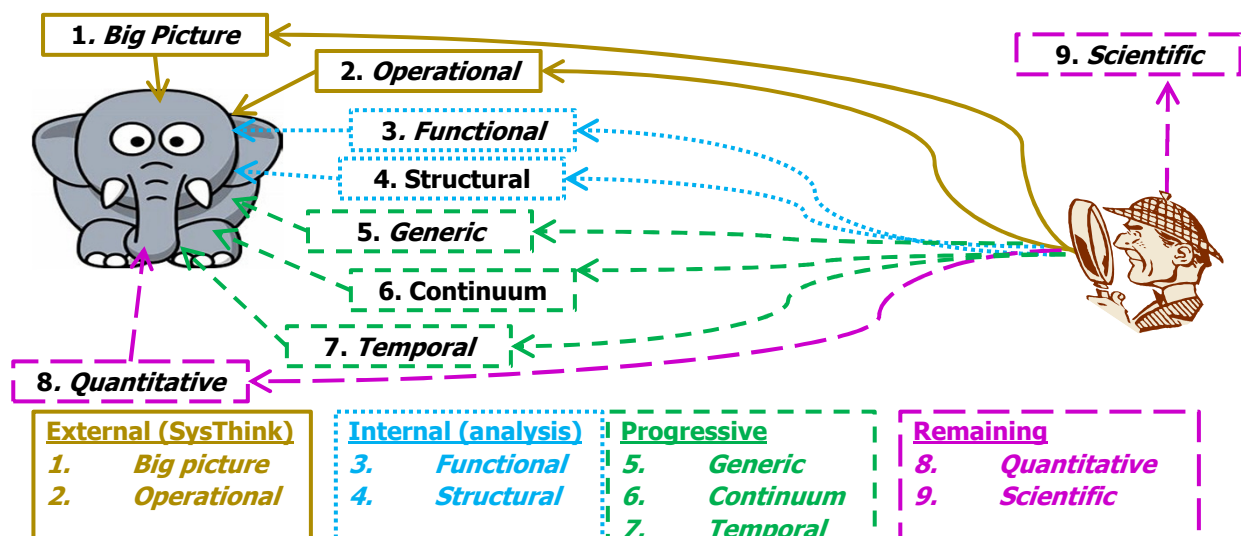 1. Big Picture
9. Scientific
2. Operational
3. Functional
4. Structural
5. Generic
6. Continuum
7. Temporal
8. Quantitative
External (SysThink)
1. Big picture
2. Operational
Internal (analysis)
3. Functional
4. Structural
Progressive
5. Generic
6. Continuum
7. Temporal
Remaining
8. Quantitative
9. Scientific